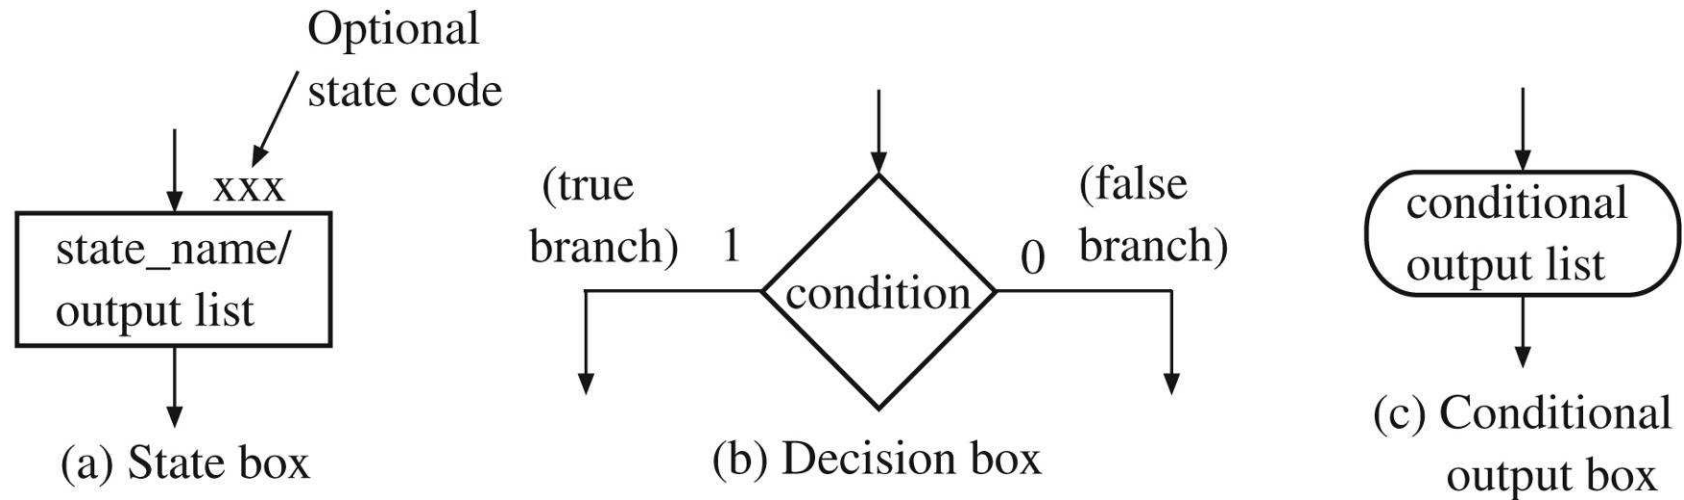 Optional
state code
xxx
state_name/
output list
(a) State box
(true
branch)
1
condition
0
(false
branch)
(b) Decision box
conditional
output list
(c) Conditional
output box